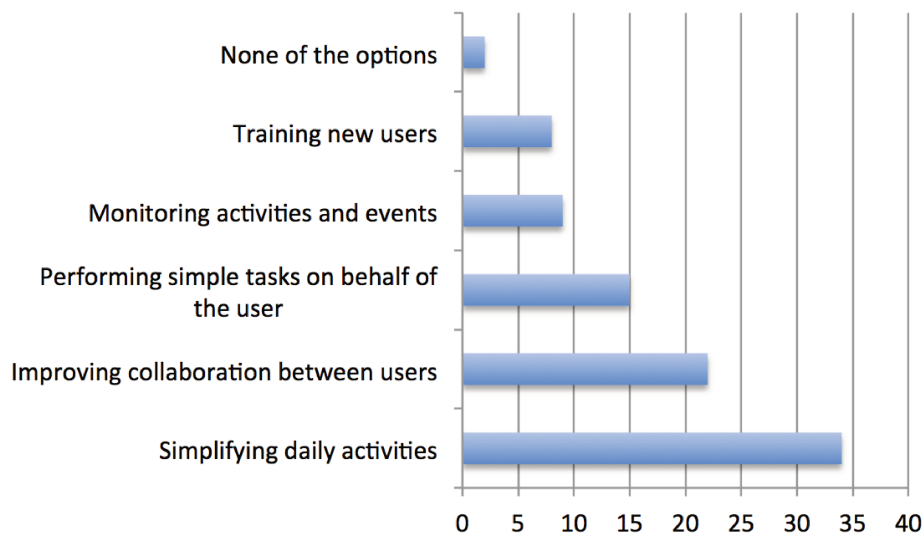 None of the options
Training new users
Monitoring activities and events
Performing simple tasks on behalf of
the user
Improving collaboration between users
Simplifying daily activities
0 5 10 15 20 25 30 35 40